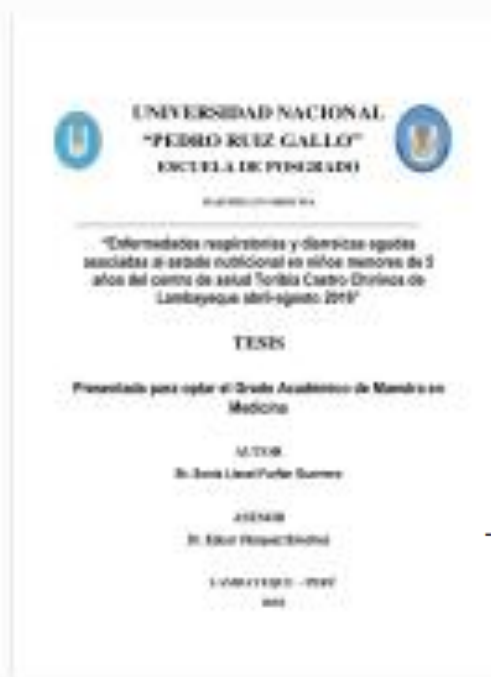 UNIVERSIDAD NACIONAL
"PEDRO RUIZ GALLO"
ESCUELA DE POSGRADO
"Enfermedades respiratorias y diarreicas agudas
asociadas al estado nutricional en niños menores de 5
años del centro de salud Toribia Castro Chirinos de
Lambayeque abril-agosto 2018"
TESIS
Presentada para optar el Grado Académico de Maestro en
Medicina
AUTOR
ASESOR
LAMBAYEQUE - PERÚ